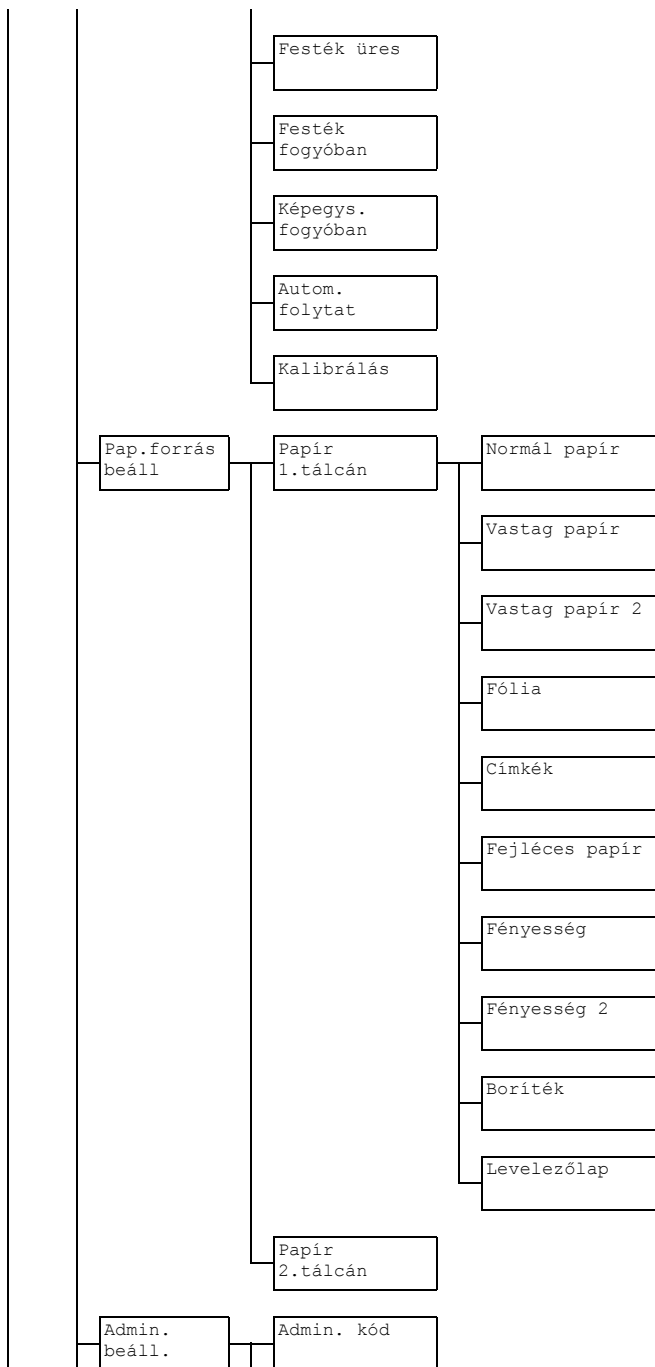 Festék üres
Festék
fogyóban
Képegys.
fogyóban
Autom.
folytat
Kalibrálás
Pap.forrás
beáll
Papír
1.tálcán
Normál papír
Vastag papír
Vastag papír 2
Fólia
Címkék
Fejléces papír
Fényesség
Fényesség 2
Boríték
Levelezőlap
Papír
2.tálcán
Admin.
beáll.
Admin. kód